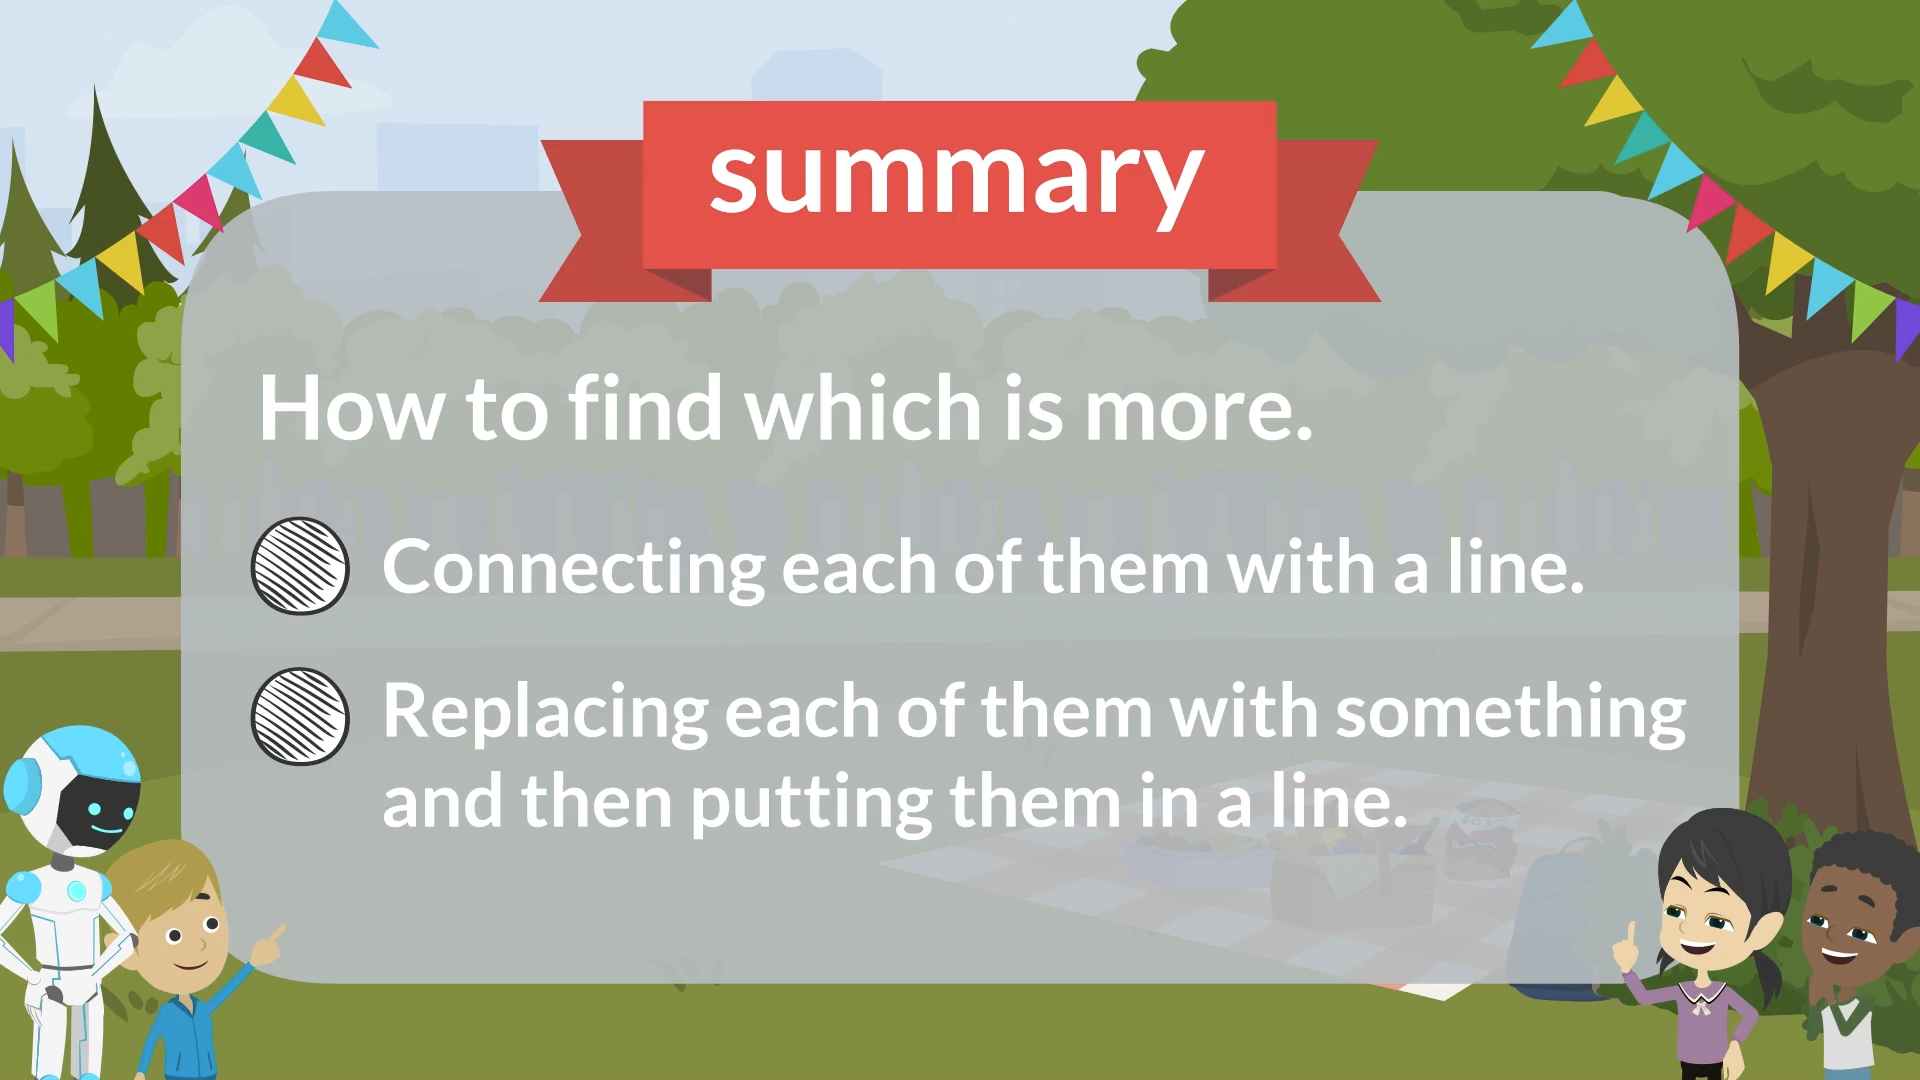 summary
How to find which is more.
Connecting each of them with a line.
Replacing each of them with something
and then putting them in a line.